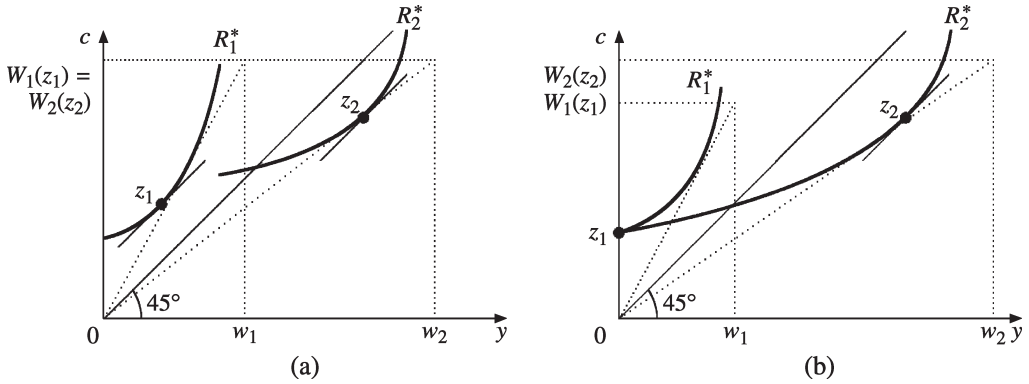 c
R₁*
R₂*
W₁(z₁) =
W₂(z₂)
z₂
z₁
45°
0
w₁
w₂
y
(a)
c
R₂*
W₂(z₂)
W₁(z₁)
R₁*
z₂
z₁
45°
0
w₁
w₂
y
(b)